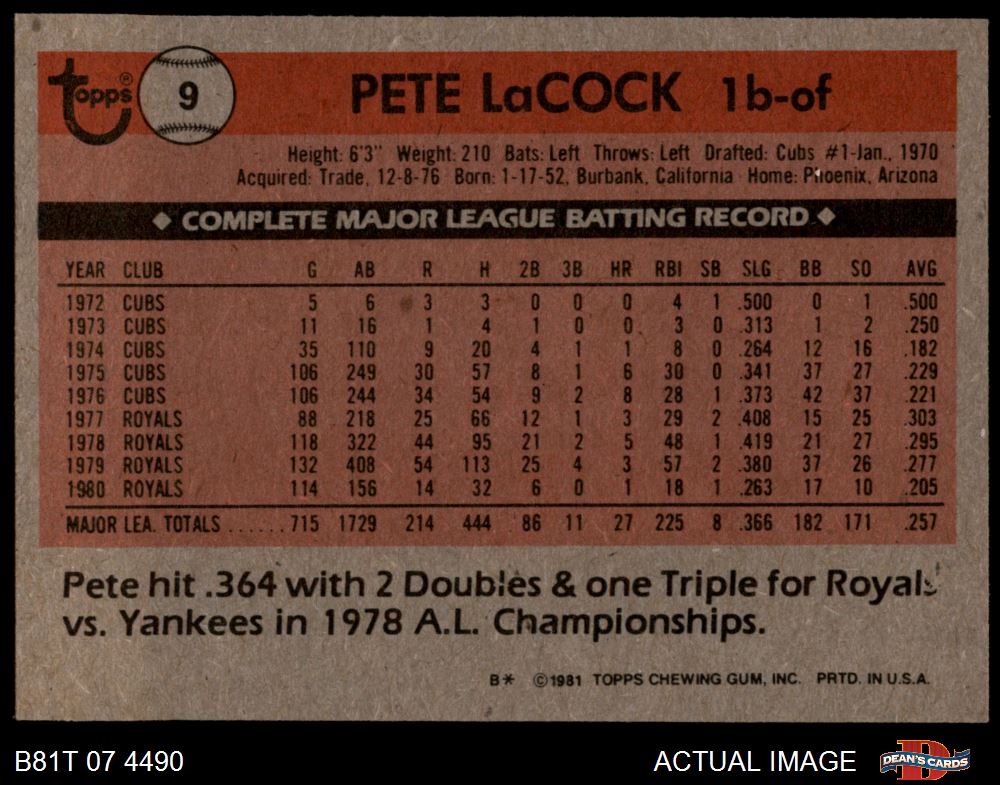 topps ® 9 PETE LaCOCK 1b-of
Height: 6'3" Weight: 210 Bats: Left Throws: Left Drafted: Cubs #1-Jan., 1970
Acquired: Trade, 12-8-76 Born: 1-17-52, Burbank, California Home: Phoenix, Arizona
◆ COMPLETE MAJOR LEAGUE BATTING RECORD ◆
YEAR CLUB G AB R H 2B 3B HR RBI SB SLG BB SO AVG
1972 CUBS 5 6 3 3 0 0 0 4 1 .500 0 1 .500
1973 CUBS 11 16 1 4 1 0 0 3 0 .313 1 2 .250
1974 CUBS 35 110 9 20 4 1 1 8 0 .264 12 16 .182
1975 CUBS 106 249 30 57 8 1 6 30 0 .341 37 27 .229
1976 CUBS 106 244 34 54 9 2 8 28 1 .373 42 37 .221
1977 ROYALS 88 218 25 66 12 1 3 29 2 .408 15 25 .303
1978 ROYALS 118 322 44 95 21 2 5 48 1 .419 21 27 .295
1979 ROYALS 132 408 54 113 25 4 3 57 2 .380 37 26 .277
1980 ROYALS 114 156 14 32 6 0 1 18 1 .263 17 10 .205
MAJOR LEA. TOTALS ...... 715 1729 214 444 86 11 27 225 8 .366 182 171 .257
Pete hit .364 with 2 Doubles & one Triple for Royals
vs. Yankees in 1978 A.L. Championships.
B* ©1981 TOPPS CHEWING GUM, INC. PRTD. IN U.S.A.
B81T 07 4490 ACTUAL IMAGE D DEAN'S CARDS